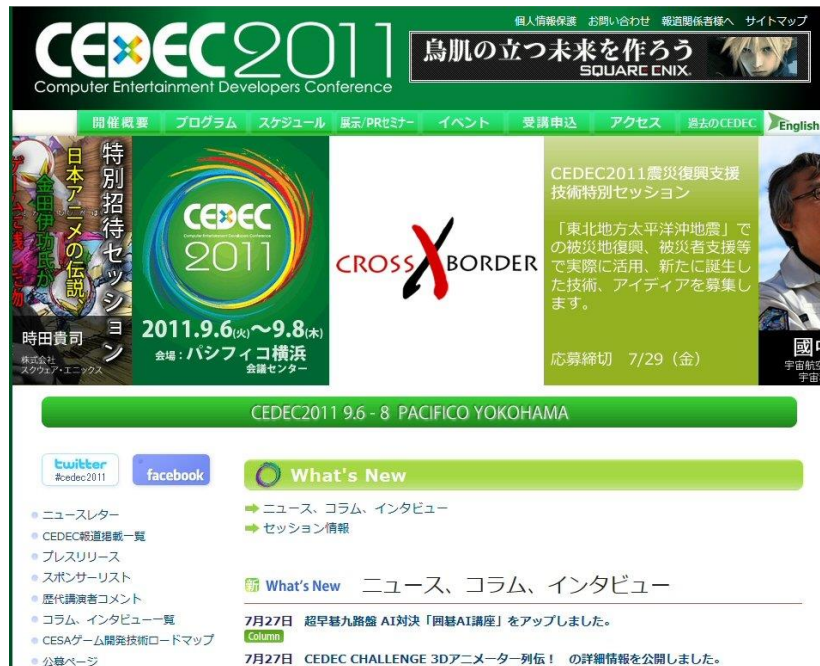 個人情報保護 お問い合わせ 報道関係者様へ サイトマップ
CEDEC2011
Computer Entertainment Developers Conference
鳥肌の立つ未来を作ろう
SQUARE ENIX.
開催概要 プログラム スケジュール 展示/PRセミナー イベント 受講申込 アクセス 過去のCEDEC English
特別招待セッション
日本アニメの伝説、
金田伊功氏が
時田貴司
株式会社
スクウェア・エニックス
CEDEC
Computer Entertainment Developers Conference
2011
2011.9.6(火)〜9.8(木)
会場:パシフィコ横浜
会議センター
CROSS X BORDER
CEDEC2011震災復興支援
技術特別セッション
「東北地方太平洋沖地震」で
の被災地復興、被災者支援等
で実際に活用、新たに誕生し
た技術、アイディアを募集し
ます。
応募締切 7/29（金）
國
宇宙航空
宇宙
CEDEC2011 9.6 - 8 PACIFICO YOKOHAMA
twitter
#cedec2011
facebook
ニュースレター
CEDEC報道掲載一覧
プレスリリース
スポンサーリスト
歴代講演者コメント
コラム、インタビュー一覧
CESAゲーム開発技術ロードマップ
公募ページ
What's New
ニュース、コラム、インタビュー
セッション情報
新 What's New ニュース、コラム、インタビュー
7月27日 超早碁九路盤 AI対決「囲碁AI講座」をアップしました。
Column
7月27日 CEDEC CHALLENGE 3Dアニメーター列伝！ の詳細情報を公開しました。